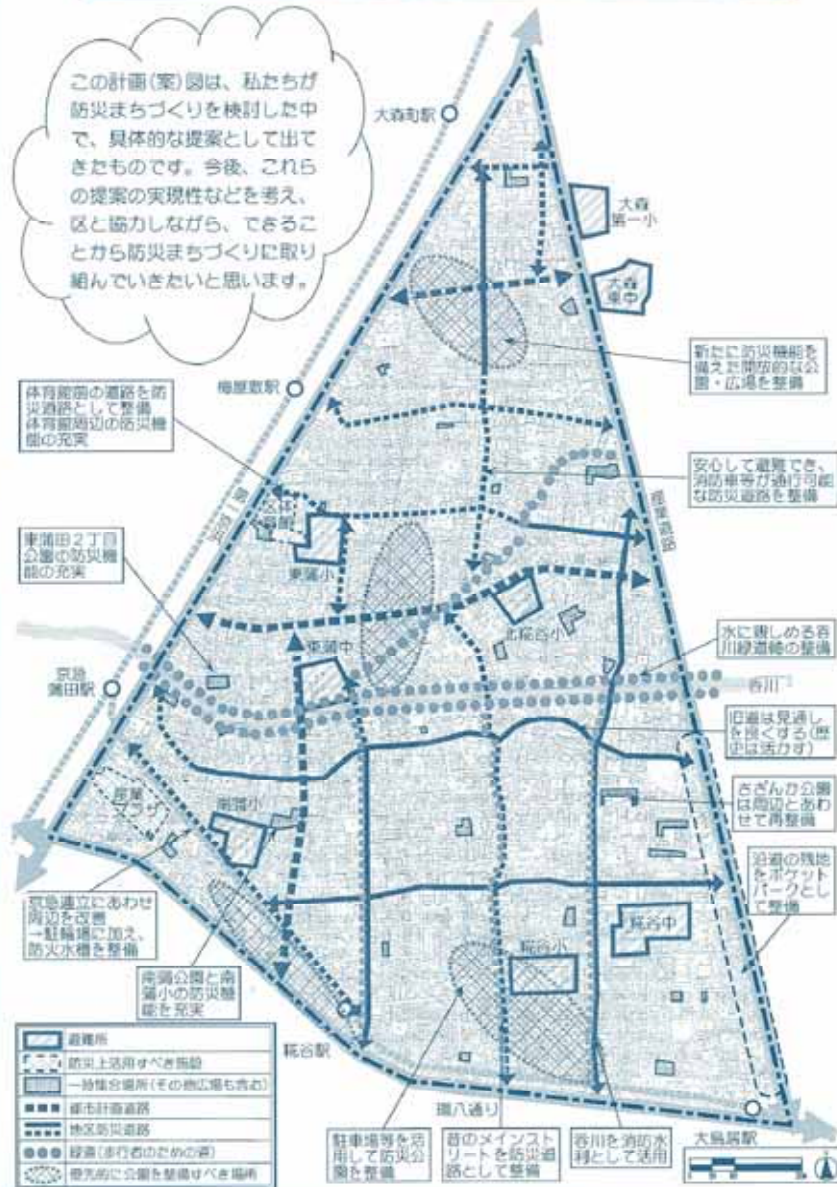 この計画(案)図は、私たちが
防災まちづくりを検討した中
で、具体的な提案として出て
きたものです。今後、これら
の提案の実現性などを考え、
区と協力しながら、できるこ
とから防災まちづくりに取り
組んでいきたいと思います。
大森町駅
大森
第一小
大森
東中
新たに防災機能を
備えた開放的な公
園・広場を整備
梅屋敷駅
体育館前の道路を防
災道路として整備
体育館周辺の防災機
能の充実
安心して避難でき、
消防車等が通行可能
な防災道路を整備
第一京浜
産業道路
区体育館
東蒲小
東蒲田2丁目
公園の防災機
能の充実
北糀谷小
東蒲中
水に親しめる呑
川緑道軸の整備
京急
蒲田駅
呑川
旧道は見通し
を良くする(歴
史は活かす)
産業
プラザ
南蒲小
さざんか公園
は周辺とあわ
せて再整備
沿道の残地
をポケット
パークとし
て整備
京急連立にあわせ
周辺を改善
→駐輪場に加え、
防火水槽を整備
糀谷中
糀谷小
南蒲公園と南
蒲小の防災機
能を充実
避難所
防災上活用すべき施設
一時集合場所(その他広場も含む)
都市計画道路
地区防災道路
緑道(歩行者のための道)
優先的に公園を整備すべき場所
糀谷駅
環八通り
大鳥居駅
駐車場等を活
用して防災公
園を整備
昔のメインスト
リートを防災道
路として整備
呑川を消防水
利として活用